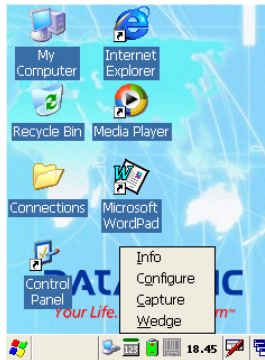 My
Computer
Internet
Explorer
Recycle Bin
Media Player
Connections
Microsoft
WordPad
Control
Panel
Info
Configure
Capture
Wedge
Your Life.
123
18.45